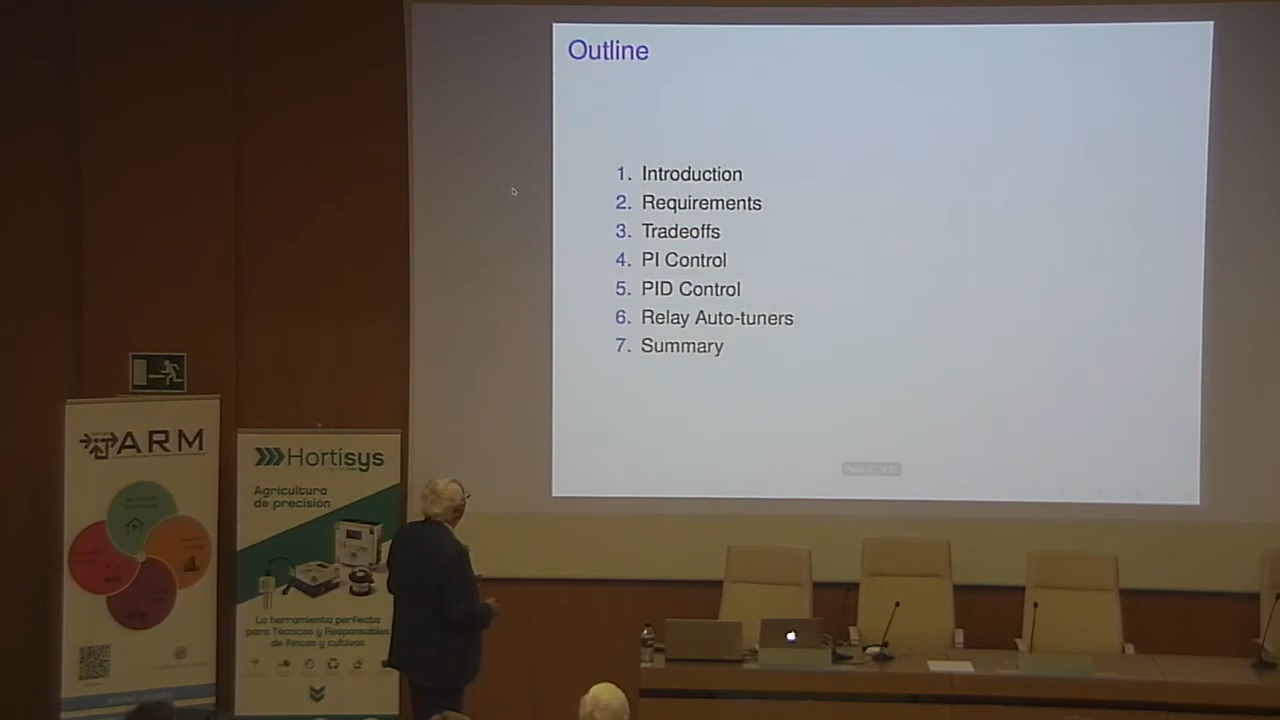 Outline
1. Introduction
2. Requirements
3. Tradeoffs
4. PI Control
5. PID Control
6. Relay Auto-tuners
7. Summary
ARM
Hortisys
Agricultura
de precisión
La herramienta perfecta
para Técnicos y Responsables
de Fincas y cultivos